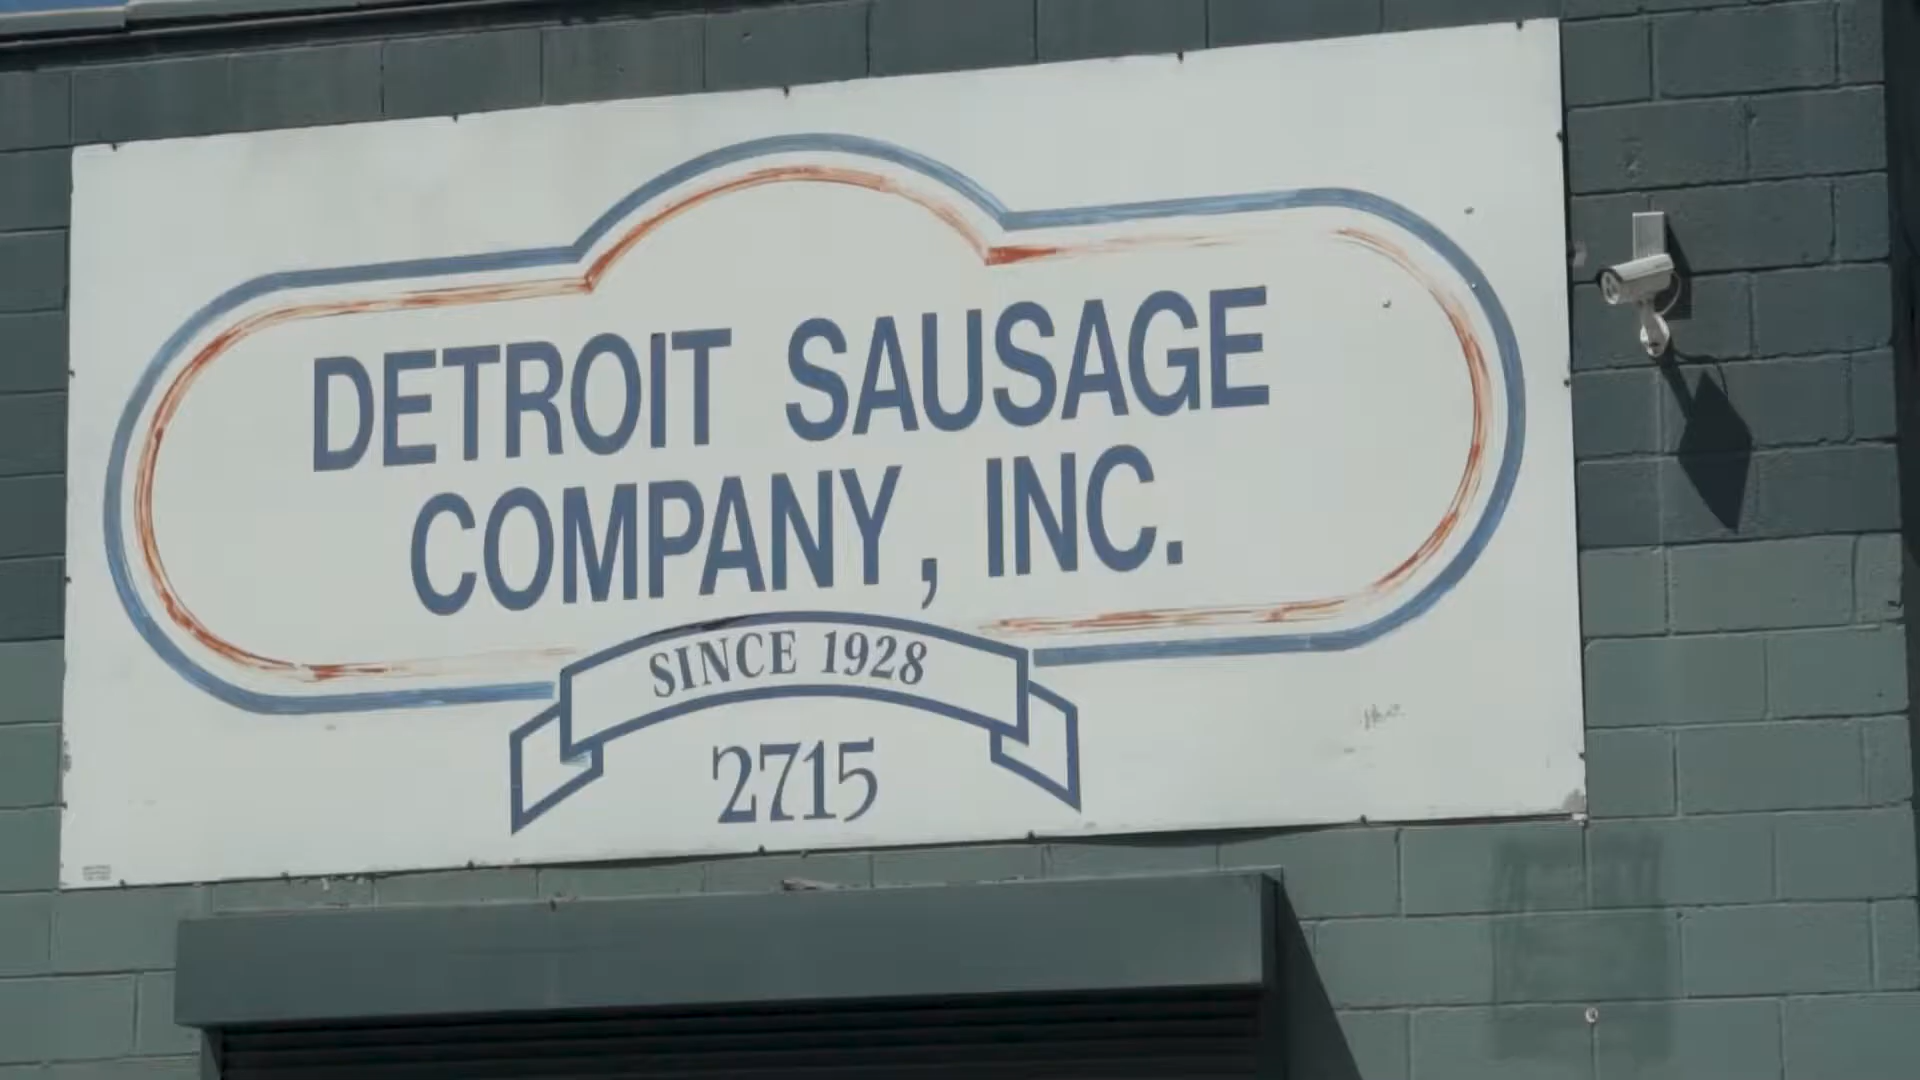 DETROIT SAUSAGE
COMPANY, INC.
SINCE 1928
2715